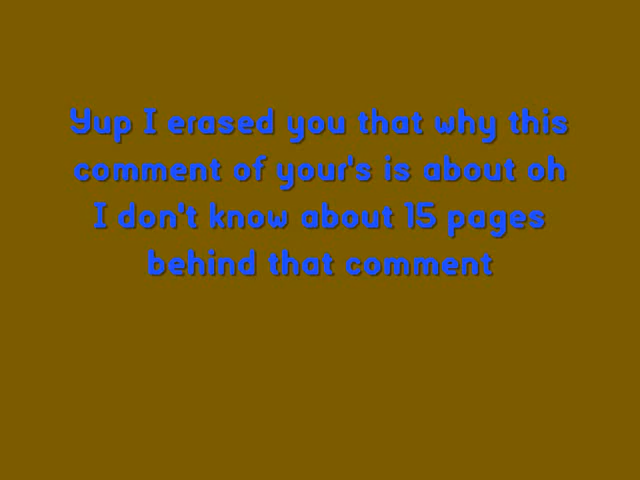 Yup I erased you that why this
comment of your's is about oh
I don't know about 15 pages
behind that comment